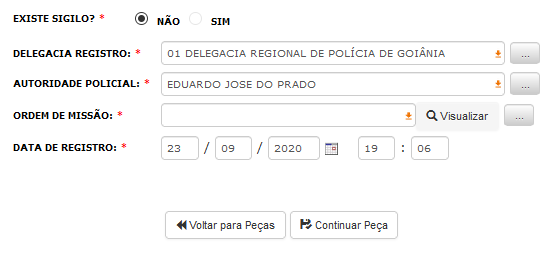 EXISTE SIGILO? * NÃO SIM
DELEGACIA REGISTRO: * 01 DELEGACIA REGIONAL DE POLÍCIA DE GOIÂNIA ...
AUTORIDADE POLICIAL: * EDUARDO JOSE DO PRADO ...
ORDEM DE MISSÃO: * Visualizar ...
DATA DE REGISTRO: * 23 / 09 / 2020 19 : 06
Voltar para Peças Continuar Peça